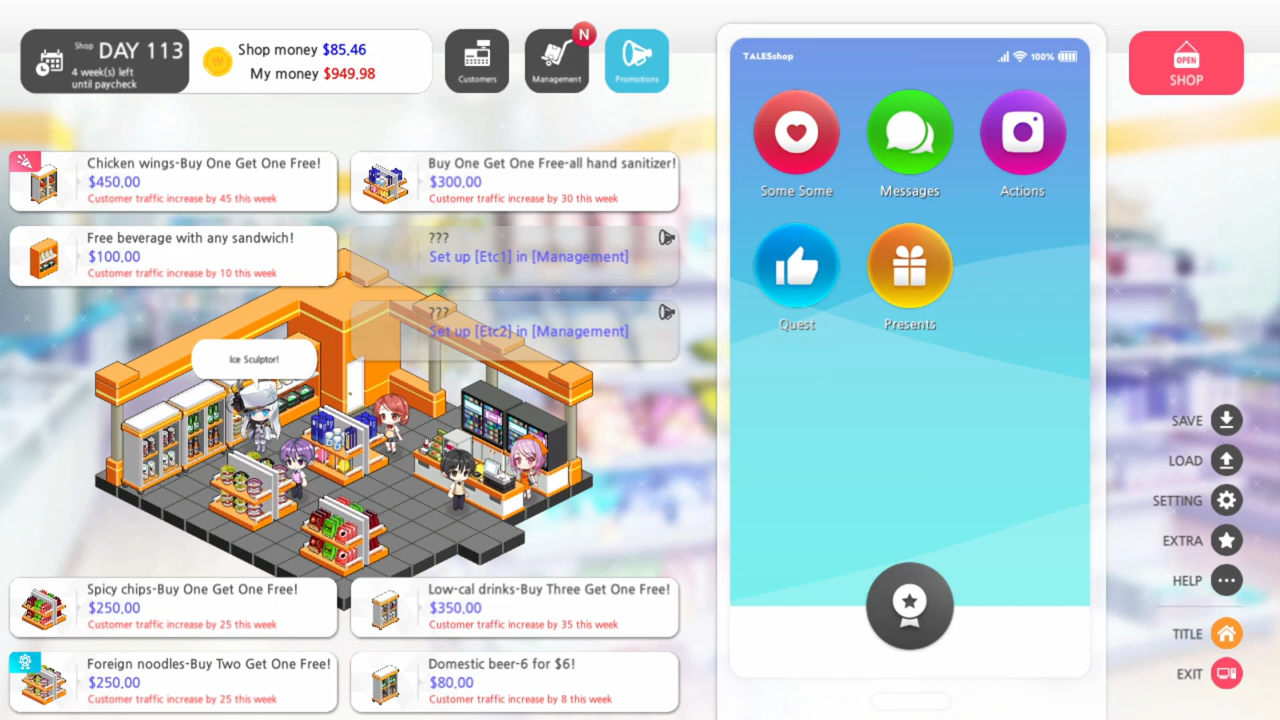 Shop DAY 113
4 week(s) left
until paycheck
Shop money $85.46
My money $949.98
Customers
Management
N
Promotions
TALESshop
100%
OPEN
SHOP
Chicken wings-Buy One Get One Free!
$450.00
Customer traffic increase by 45 this week
Buy One Get One Free-all hand sanitizer!
$300.00
Customer traffic increase by 30 this week
Free beverage with any sandwich!
$100.00
Customer traffic increase by 10 this week
???
Set up [Etc1] in [Management]
???
Set up [Etc2] in [Management]
Ice Sculptor!
Spicy chips-Buy One Get One Free!
$250.00
Customer traffic increase by 25 this week
Low-cal drinks-Buy Three Get One Free!
$350.00
Customer traffic increase by 35 this week
Foreign noodles-Buy Two Get One Free!
$250.00
Customer traffic increase by 25 this week
Domestic beer-6 for $6!
$80.00
Customer traffic increase by 8 this week
Some Some
Messages
Actions
Quest
Presents
SAVE
LOAD
SETTING
EXTRA
HELP
TITLE
EXIT